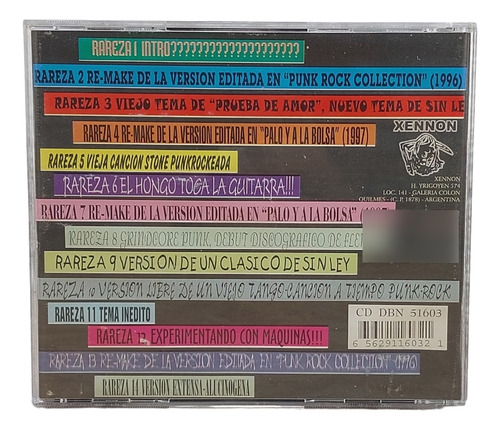 RAREZA 1 INTRO????????????????????
RAREZA 2 RE-MAKE DE LA VERSION EDITADA EN "PUNK ROCK COLLECTION" (1996)
RAREZA 3 VIEJO TEMA DE "PRUEBA DE AMOR", NUEVO TEMA DE SIN LE
RAREZA 4 RE-MAKE DE LA VERSION EDITADA EN "PALO Y A LA BOLSA" (1997)
XENNON
RAREZA 5 VIEJA CANCION STONE PUNKROCKEADA
RAREZA 6 EL HONGO TOCA LA GUITARRA!!!
XENNON
H. YRIGOYEN 574
LOC. 141 - GALERIA COLON
QUILMES - (C.P. 1878) - ARGENTINA
RAREZA 7 RE-MAKE DE LA VERSION EDITADA EN "PALO Y A LA BOLSA"
RAREZA 8 GRINDCORE PUNK, DEBUT DISCOGRAFICO DE FLE
RAREZA 9 VERSION DE UN CLASICO DE SIN LEY
RAREZA 10 VERSION LIBRE DE UN VIEJO TANGO-CANCION A TIEMPO PUNK-ROCK
RAREZA 11 TEMA INEDITO
CD DBN 51603
RAREZA 12 EXPERIMENTANDO CON MAQUINAS!!!
6 56291 16032 1
RAREZA 13 RE-MAKE DE LA VERSION EDITADA EN "PUNK ROCK COLLECTION" (1996)
RAREZA 14 VERSION EXTENSA-ALUCINOGENA